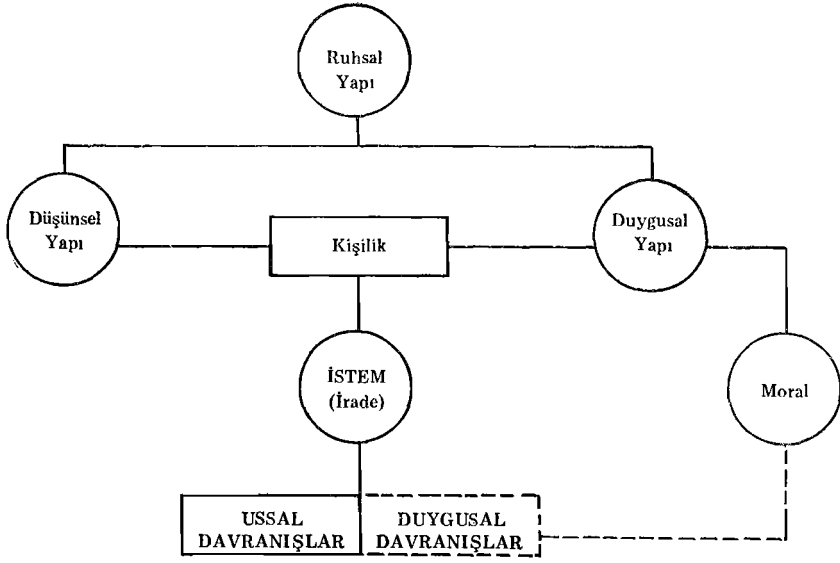 Ruhsal
Yapı
Düşünsel
Yapı
Kişilik
Duygusal
Yapı
İSTEM
(İrade)
Moral
USSAL
DAVRANIŞLAR
DUYGUSAL
DAVRANIŞLAR